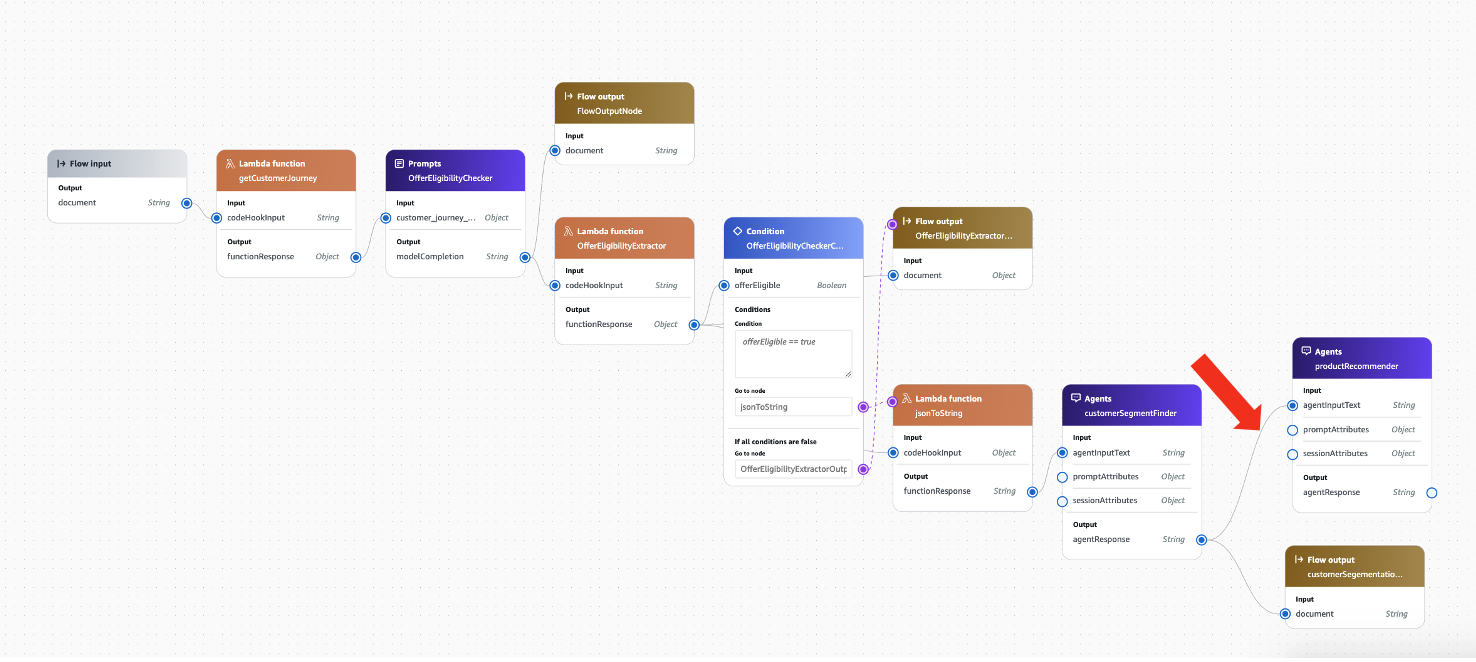 Flow input
Output
document String
Lambda function
getCustomerJourney
Input
codeHookInput String
Output
functionResponse Object
Prompts
OfferEligibilityChecker
Input
customer_journey_... Object
Output
modelCompletion String
Flow output
FlowOutputNode
Input
document String
Lambda function
OfferEligibilityExtractor
Input
codeHookInput String
Output
functionResponse Object
Condition
OfferEligibilityCheckerC...
Input
offerEligible Boolean
Conditions
Condition
offerEligible == true
Go to node
jsonToString
If all conditions are false
Go to node
OfferEligibilityExtractorOutp
Flow output
OfferEligibilityExtractor...
Input
document Object
Lambda function
jsonToString
Input
codeHookInput Object
Output
functionResponse String
Agents
customerSegmentFinder
Input
agentInputText String
promptAttributes Object
sessionAttributes Object
Output
agentResponse String
Agents
productRecommender
Input
agentInputText String
promptAttributes Object
sessionAttributes Object
Output
agentResponse String
Flow output
customerSegementatio...
Input
document String